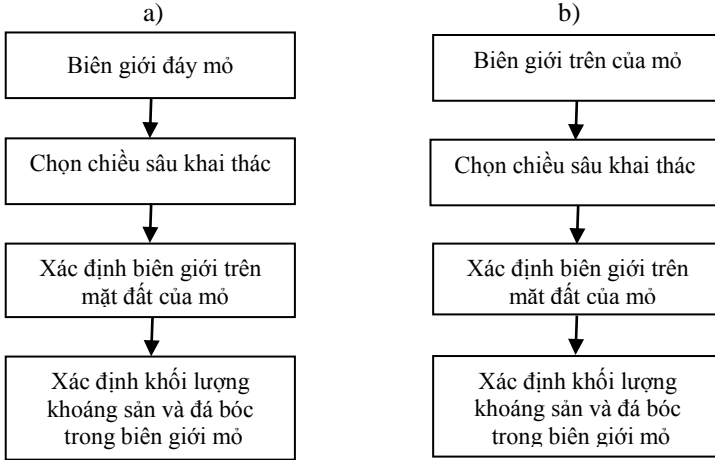 a)
Biên giới đáy mỏ
Chọn chiều sâu khai thác
Xác định biên giới trên
mặt đất của mỏ
Xác định khối lượng
khoáng sản và đá bóc
trong biên giới mỏ
b)
Biên giới trên của mỏ
Chọn chiều sâu khai thác
Xác định biên giới trên
măt đất của mỏ
Xác định khối lượng
khoáng sản và đá bóc
trong biên giới mỏ